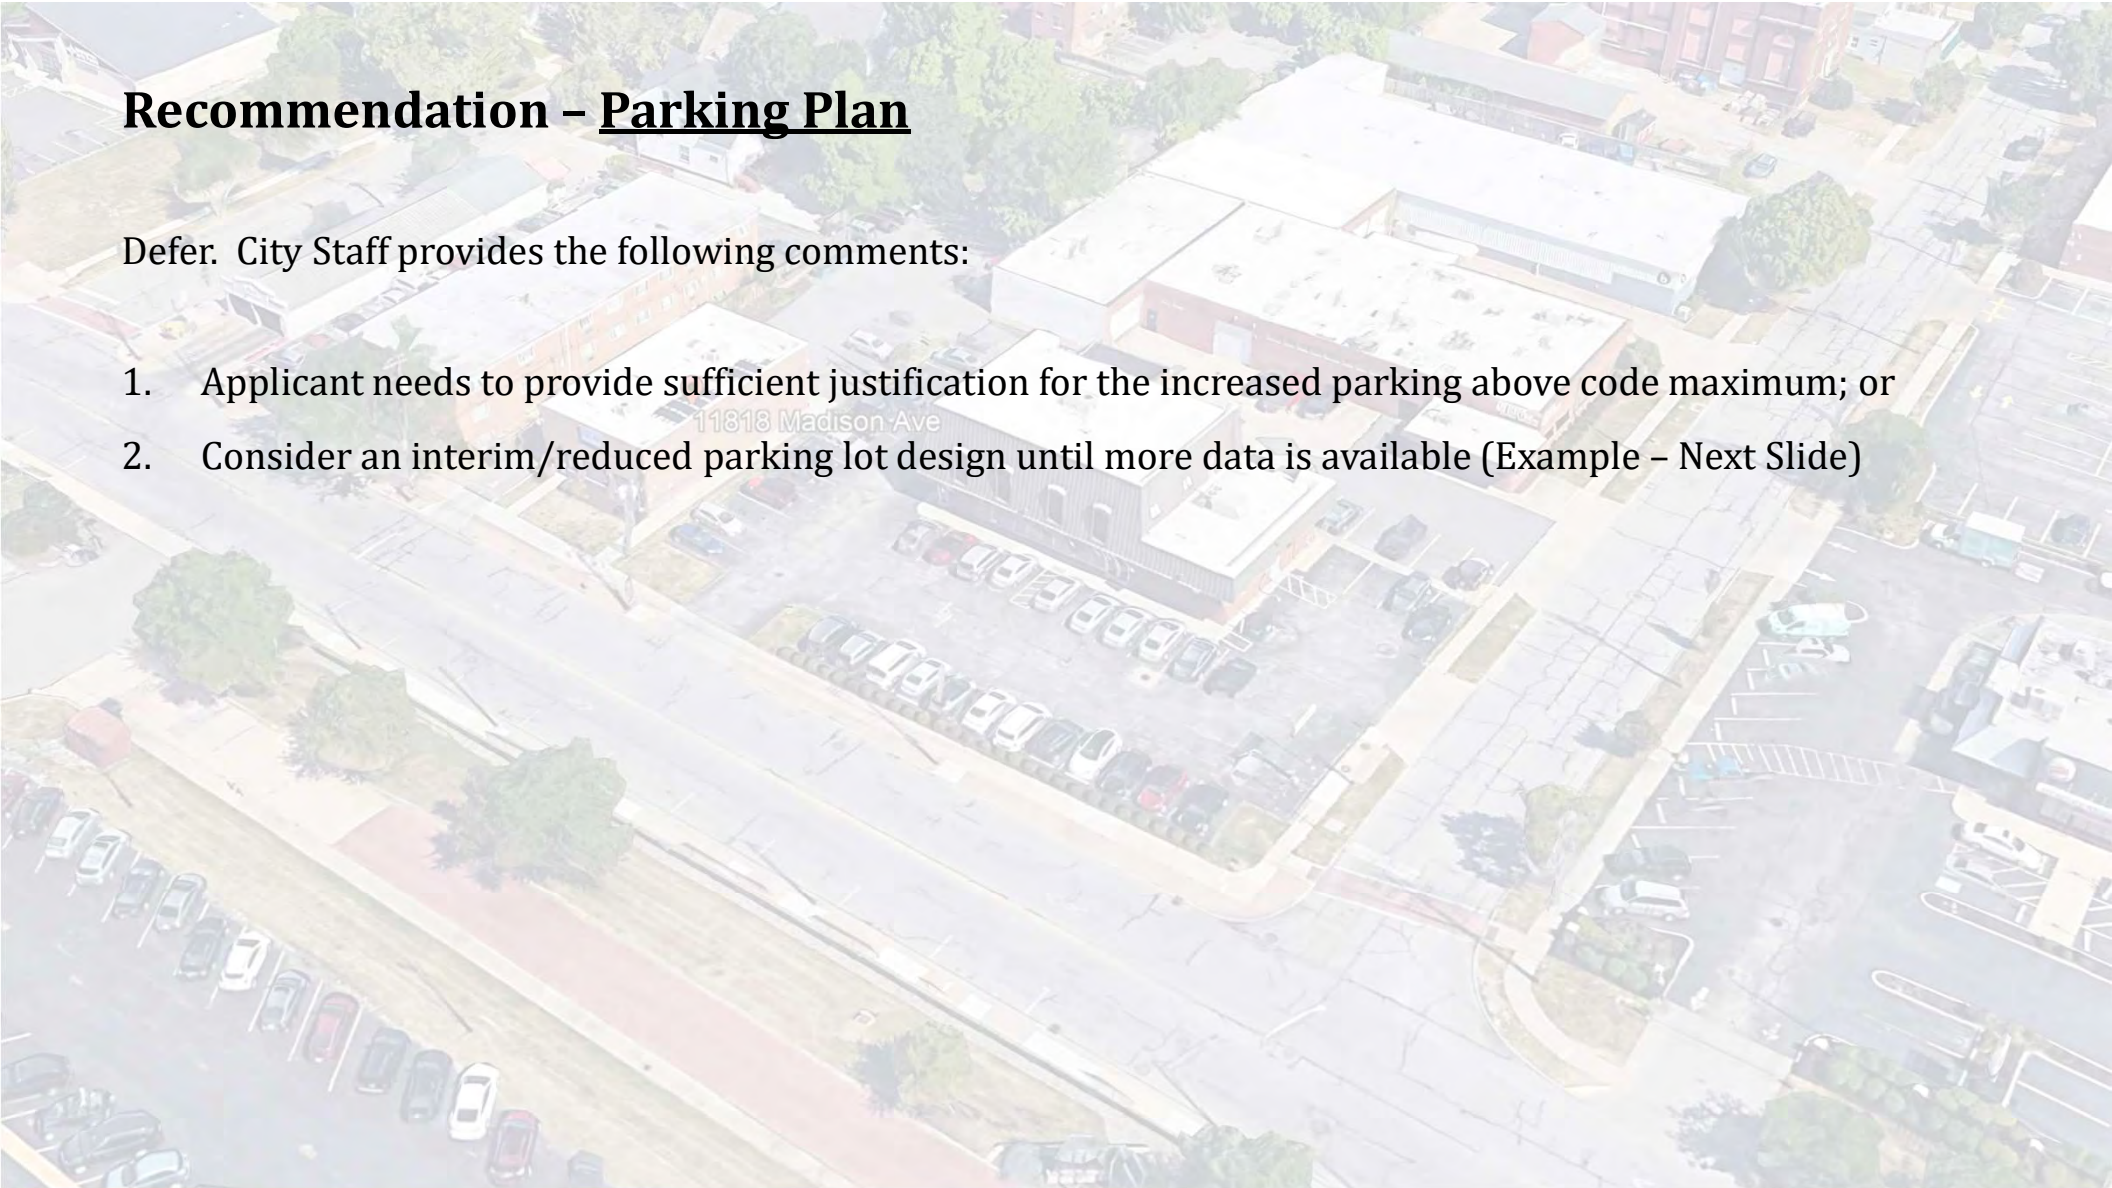 Recommendation – Parking Plan
Defer.  City Staff provides the following comments:
1. Applicant needs to provide sufficient justification for the increased parking above code maximum; or
11818 Madison Ave
2. Consider an interim/reduced parking lot design until more data is available (Example – Next Slide)